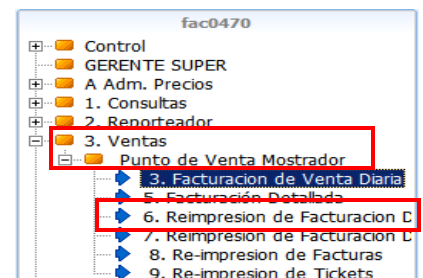 fac0470
Control
GERENTE SUPER
A Adm. Precios
1. Consultas
2. Reporteador
3. Ventas
Punto de Venta Mostrador
3. Facturacion de Venta Diaria
5. Facturación Detallada
6. Reimpresion de Facturacion D
7. Reimpresion de Facturacion D
8. Re-impresion de Facturas
9. Re-impresion de Tickets